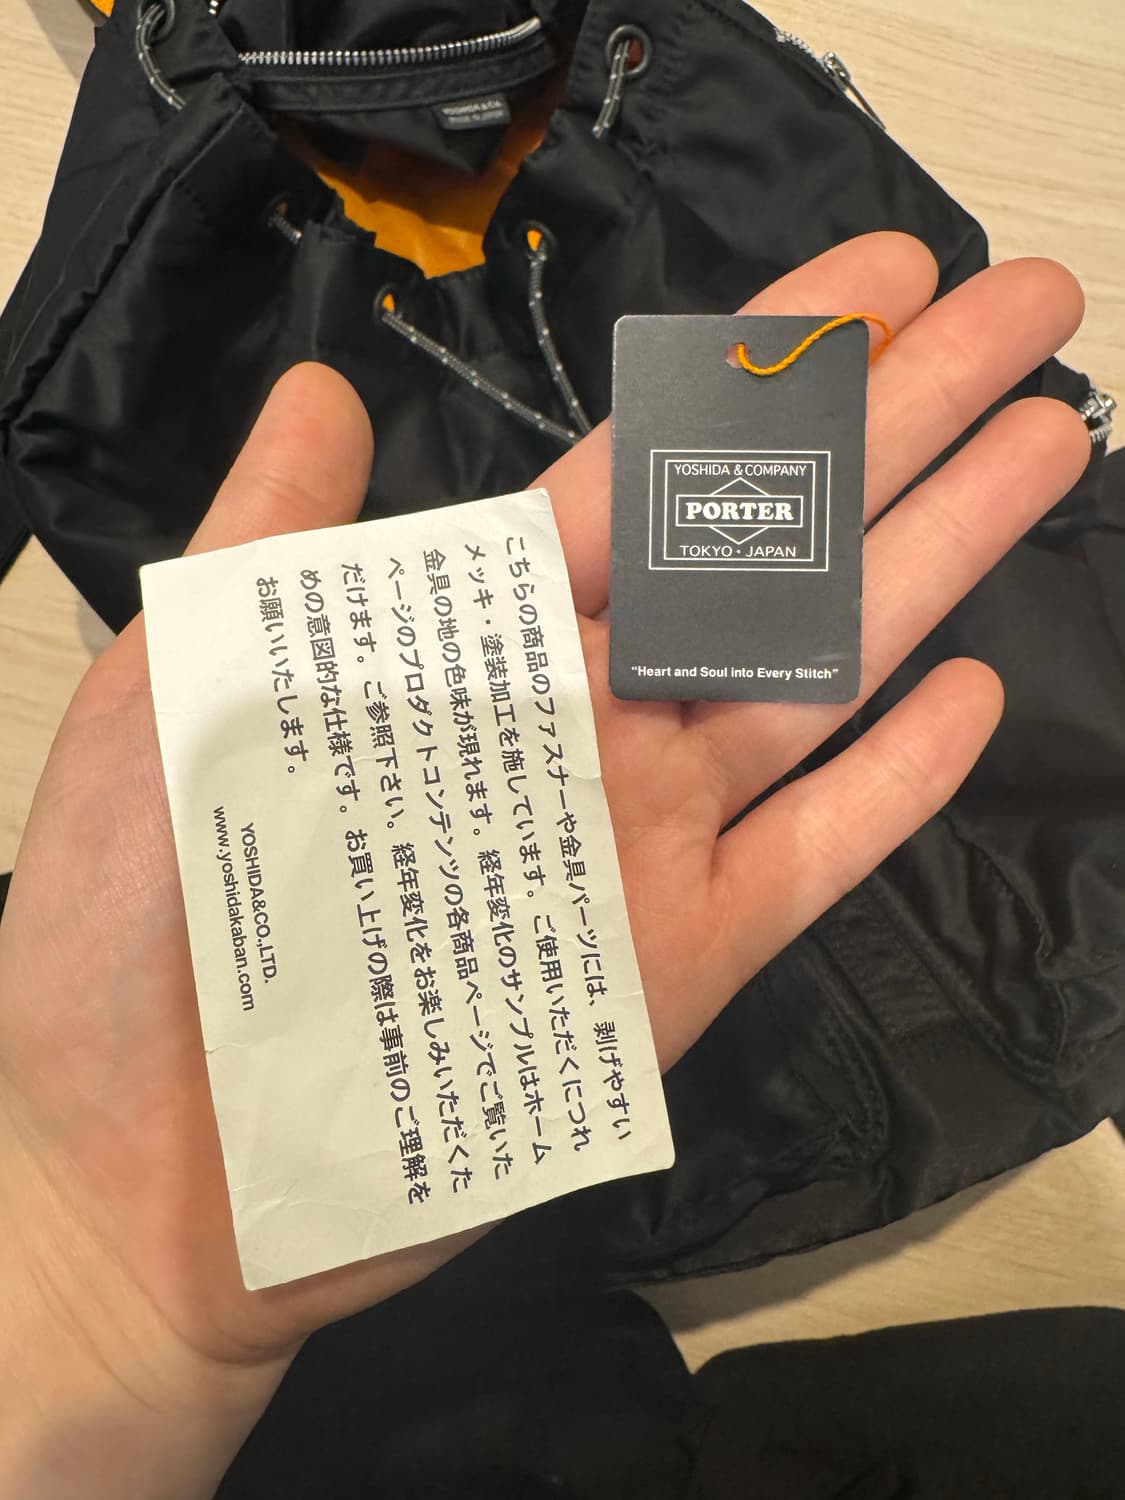 YOSHIDA & Co.
MADE IN JAPAN
YOSHIDA & COMPANY
PORTER
TOKYO・JAPAN
"Heart and Soul into Every Stitch"
こちらの商品のファスナーや金具パーツには、剥げやすい
メッキ・塗装加工を施しています。ご使用いただくにつれ
金具の地の色味が現れます。経年変化のサンプルはホーム
ページのプロダクトコンテンツの各商品ページでご覧いた
だけます。ご参照下さい。経年変化をお楽しみいただくた
めの意図的な仕様です。お買い上げの際は事前のご理解を
お願いいたします。
YOSHIDA&CO.,LTD.
www.yoshidakaban.com